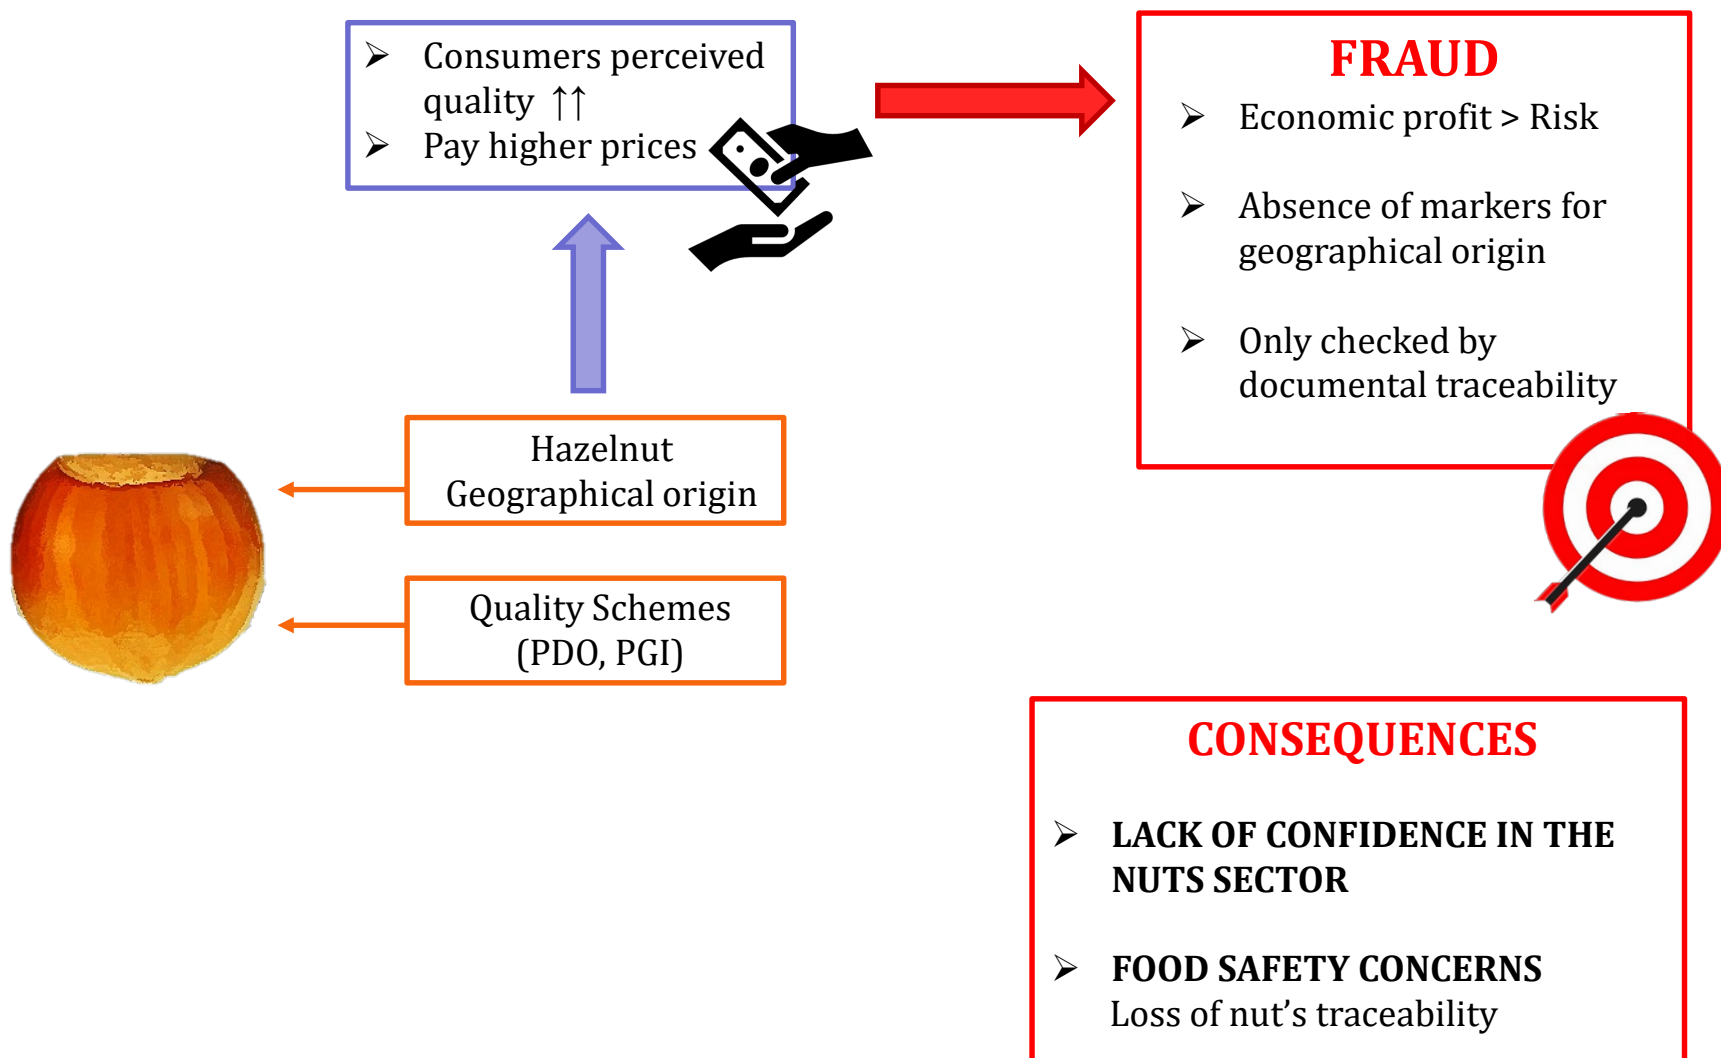 ➢ Consumers perceived
quality ↑↑
➢ Pay higher prices
FRAUD
➢ Economic profit > Risk
➢ Absence of markers for
geographical origin
➢ Only checked by
documental traceability
Hazelnut
Geographical origin
Quality Schemes
(PDO, PGI)
CONSEQUENCES
➢ LACK OF CONFIDENCE IN THE
NUTS SECTOR
➢ FOOD SAFETY CONCERNS
Loss of nut’s traceability